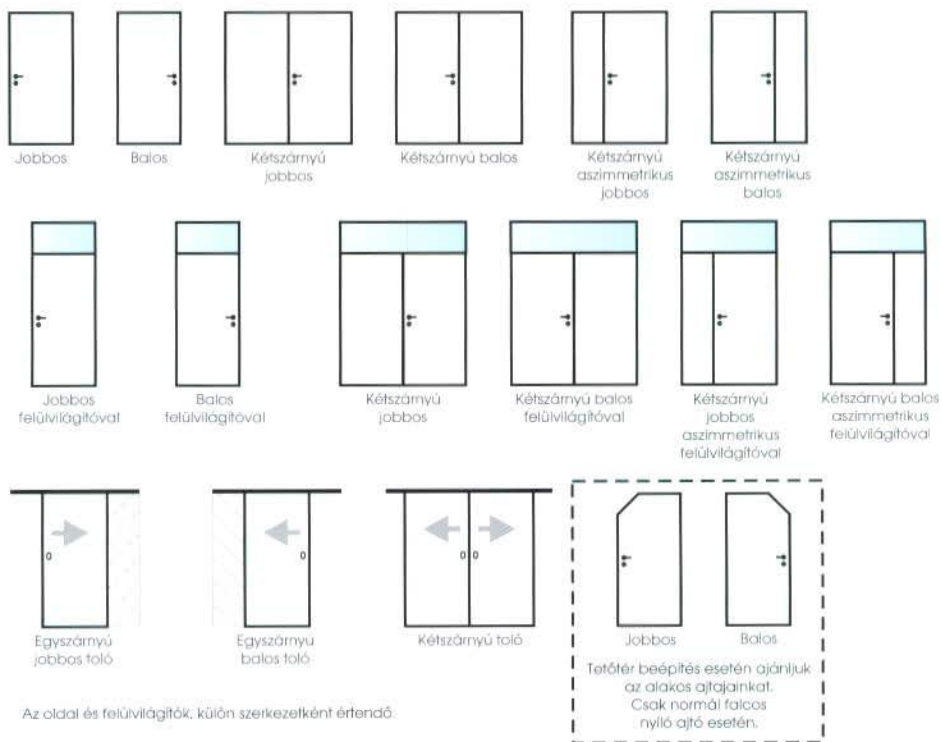 Jobbos
Balos
Kétszárnyú
jobbos
Kétszárnyú balos
Kétszárnyú
aszimmetrikus
jobbos
Kétszárnyú
aszimmetrikus
balos
Jobbos
felülvilágítóval
Balos
felülvilágítóval
Kétszárnyú
jobbos
Kétszárnyú balos
felülvilágítóval
Kétszárnyú
jobbos
aszimmetrikus
felülvilágítóval
Kétszárnyú balos
aszimmetrikus
felülvilágítóval
Egyszárnyú
jobbos toló
Egyszárnyú
balos toló
Kétszárnyú toló
Jobbos
Balos
Tetőtér beépítés esetén ajánljuk
az alakos ajtajainkat.
Csak normál falcos
nyíló ajtó esetén.
Az oldal és felülvilágítók, külön szerkezetként értendő.